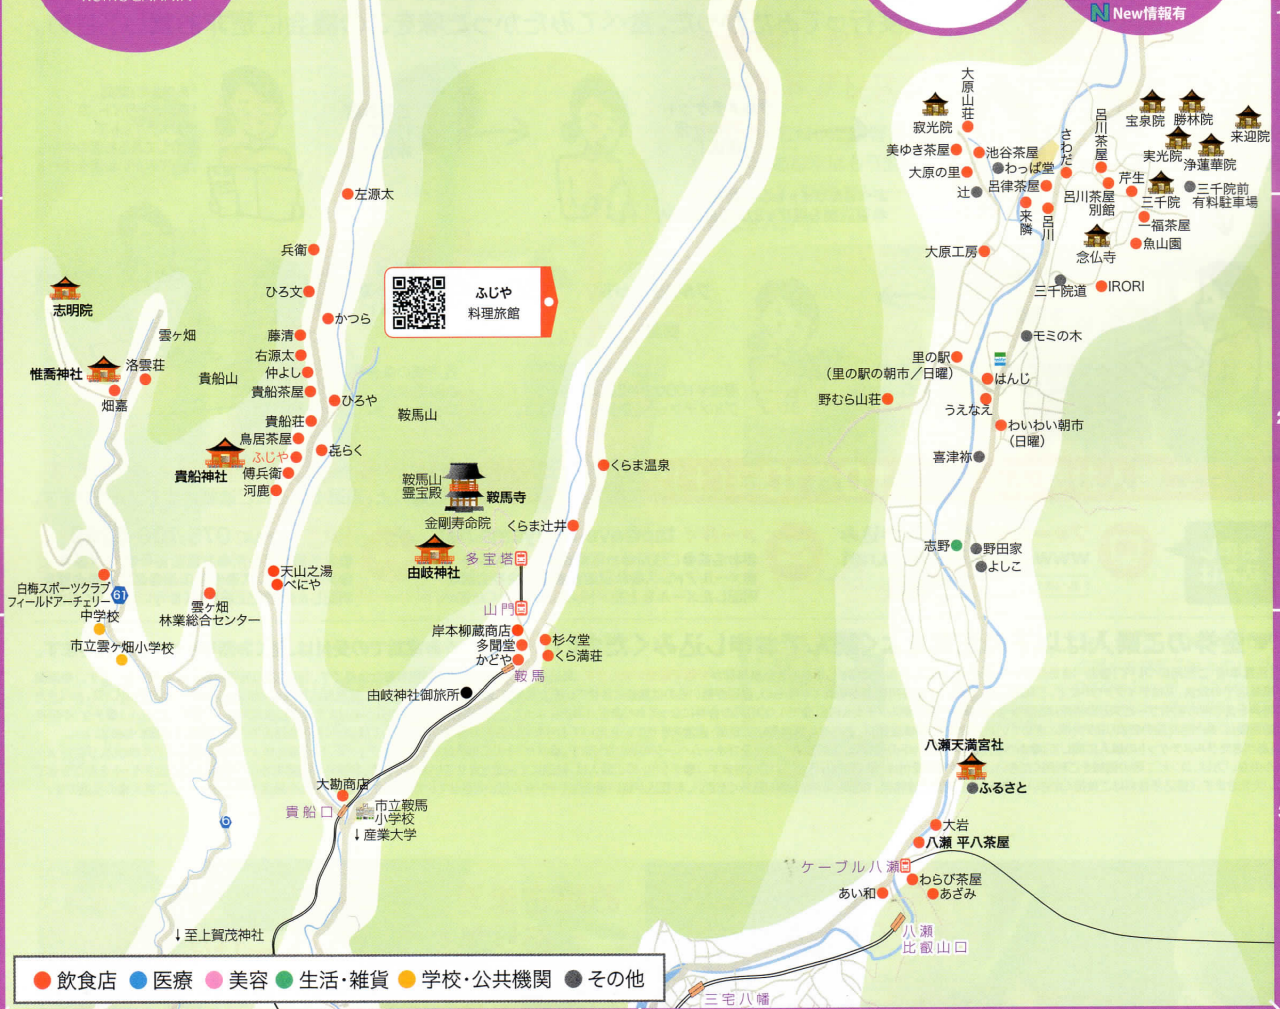 New情報有
大原山荘
寂光院
美ゆき茶屋
池谷茶屋
わっぱ堂
大原の里
辻
呂律茶屋
さわだ
来隣
呂川
呂川茶屋
呂川茶屋
別館
宝泉院
勝林院
来迎院
実光院
浄蓮華院
芹生
三千院
三千院前
有料駐車場
一福茶屋
魚山園
念仏寺
大原工房
三千院道
IRORI
モミの木
里の駅
(里の駅の朝市／日曜)
はんじ
野むら山荘
うえなえ
わいわい朝市
(日曜)
喜津祢
志野
野田家
よしこ
八瀬天満宮社
ふるさと
大岩
八瀬 平八茶屋
ケーブル八瀬
わらび茶屋
あい和
あざみ
八瀬
比叡山口
三宅八幡
左源太
兵衛
ひろ文
かつら
藤清
右源太
仲よし
貴船茶屋
ひろや
貴船荘
鳥居茶屋
ふじや
㐂らく
傳兵衛
河鹿
貴船神社
貴船山
鞍馬山
ふじや
料理旅館
志明院
雲ヶ畑
惟喬神社
洛雲荘
畑嘉
鞍馬山
霊宝殿
鞍馬寺
金剛寿命院
くらま温泉
くらま辻井
由岐神社
多宝塔
山門
岸本柳蔵商店
多聞堂
かどや
杉々堂
くら満荘
鞍馬
由岐神社御旅所
天山之湯
べにや
白梅スポーツクラブ
フィールドアーチェリー
61
中学校
市立雲ヶ畑小学校
雲ヶ畑
林業総合センター
6
大勘商店
貴船口
市立鞍馬
小学校
↓産業大学
↓至上賀茂神社
飲食店 医療 美容 生活・雑貨 学校・公共機関 その他